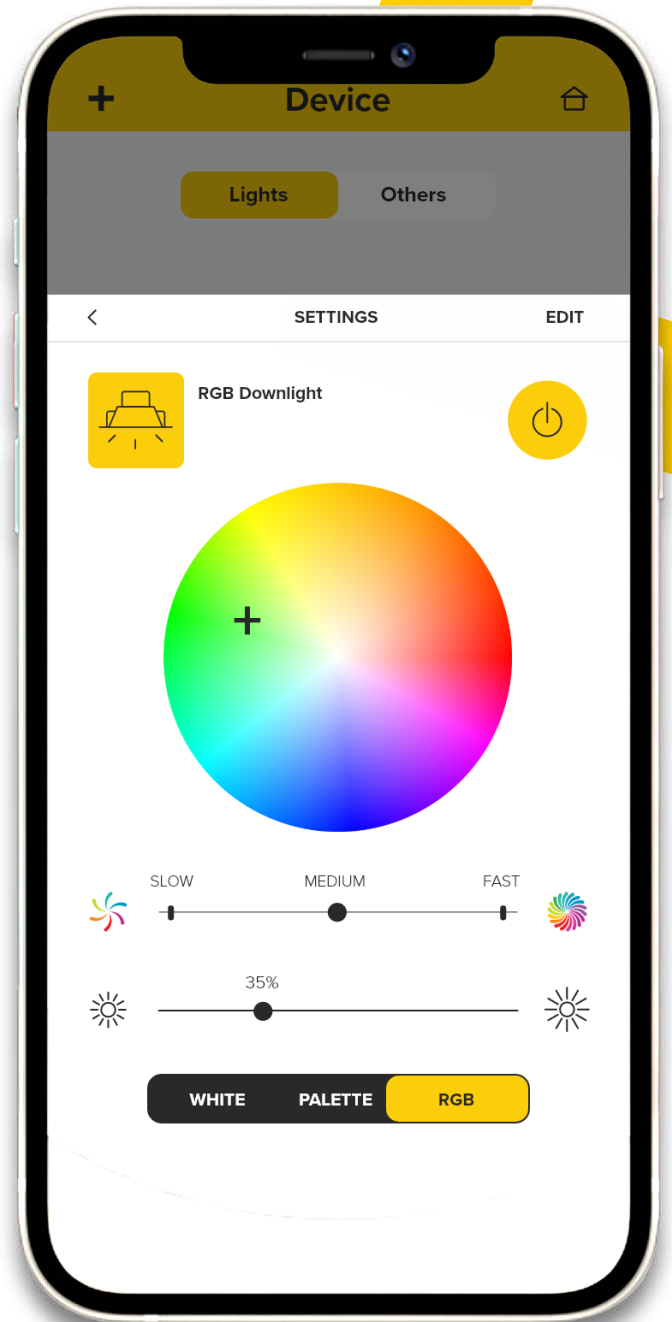 Device
Lights Others
SETTINGS EDIT
RGB Downlight
SLOW MEDIUM FAST
35%
WHITE PALETTE RGB